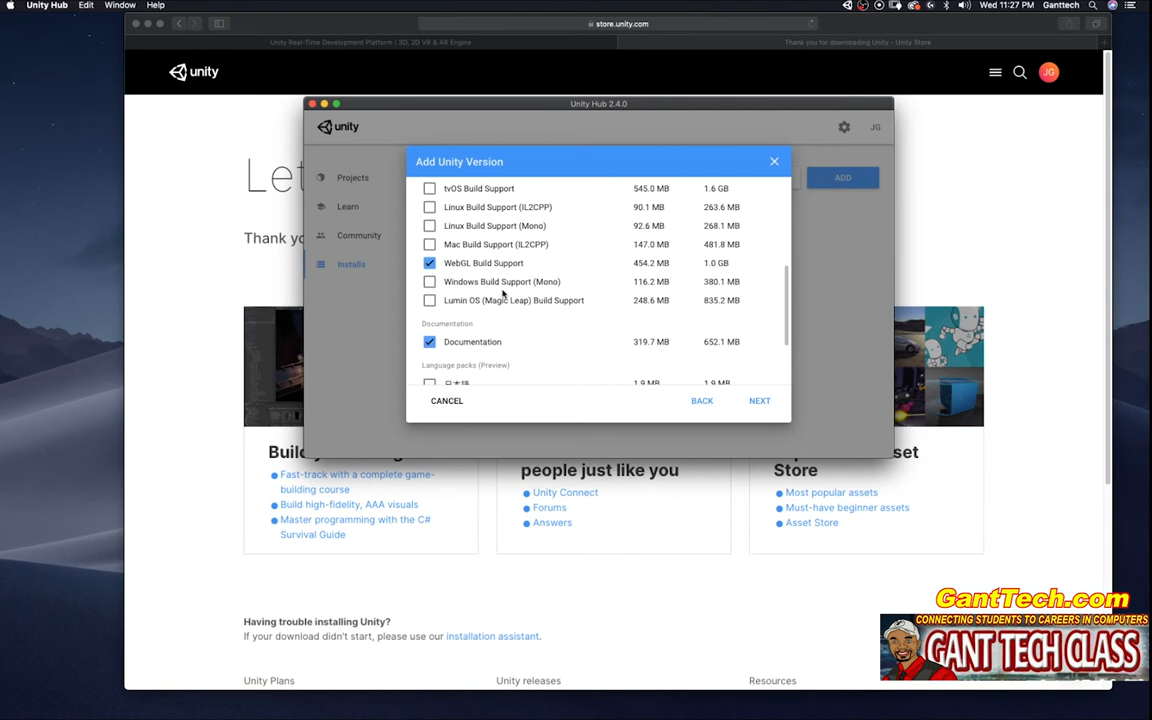 Unity Hub Edit Window Help Wed 11:27 PM Ganttech
store.unity.com
Unity Real-Time Development Platform | 3D, 2D VR & AR Engine Thank you for downloading Unity - Unity Store
unity JG
Unity Hub 2.4.0
unity JG
Let
Thank yo
Projects
Learn
Community
Installs
ADD
Add Unity Version
tvOS Build Support 545.0 MB 1.6 GB
Linux Build Support (IL2CPP) 90.1 MB 263.6 MB
Linux Build Support (Mono) 92.6 MB 268.1 MB
Mac Build Support (IL2CPP) 147.0 MB 481.8 MB
WebGL Build Support 454.2 MB 1.0 GB
Windows Build Support (Mono) 116.2 MB 380.1 MB
Lumin OS (Magic Leap) Build Support 248.6 MB 835.2 MB
Documentation
Documentation 319.7 MB 652.1 MB
Language packs (Preview)
日本語 1.9 MB 1.9 MB
CANCEL BACK NEXT
Fast-track with a complete game-
building course
Build high-fidelity, AAA visuals
Master programming with the C#
Survival Guide
people just like you
Unity Connect
Forums
Answers
Store
Most popular assets
Must-have beginner assets
Asset Store
Having trouble installing Unity?
If your download didn't start, please use our installation assistant.
Unity Plans Unity releases Resources
GantTech.com
CONNECTING STUDENTS TO CAREERS IN COMPUTERS
GANT TECH CLASS